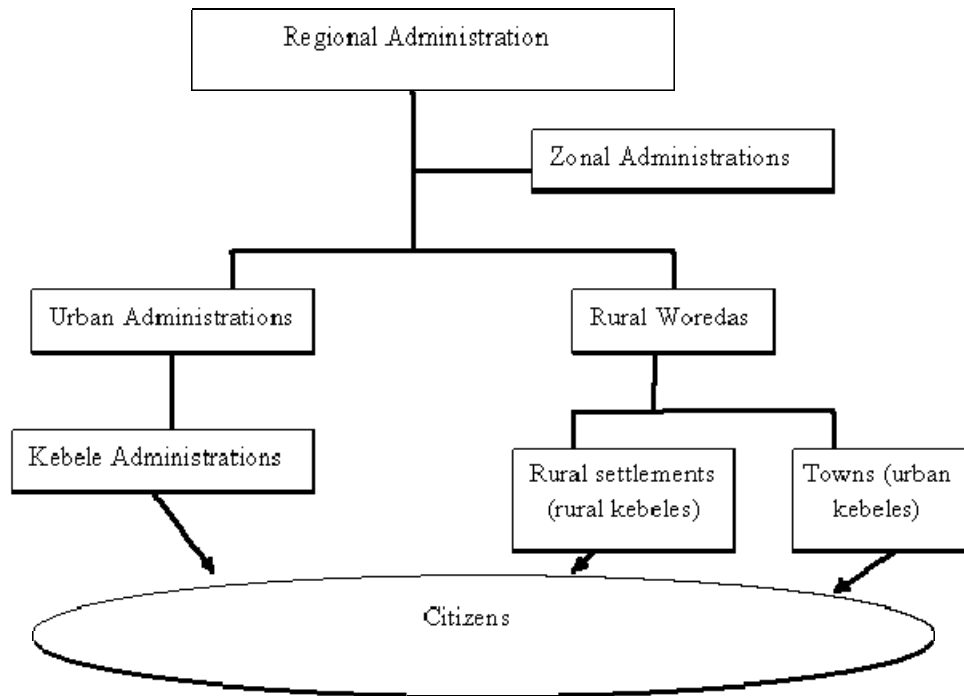 Regional Administration
Zonal Administrations
Urban Administrations
Rural Woredas
Kebele Administrations
Rural settlements
(rural kebeles)
Towns (urban
kebeles)
Citizens